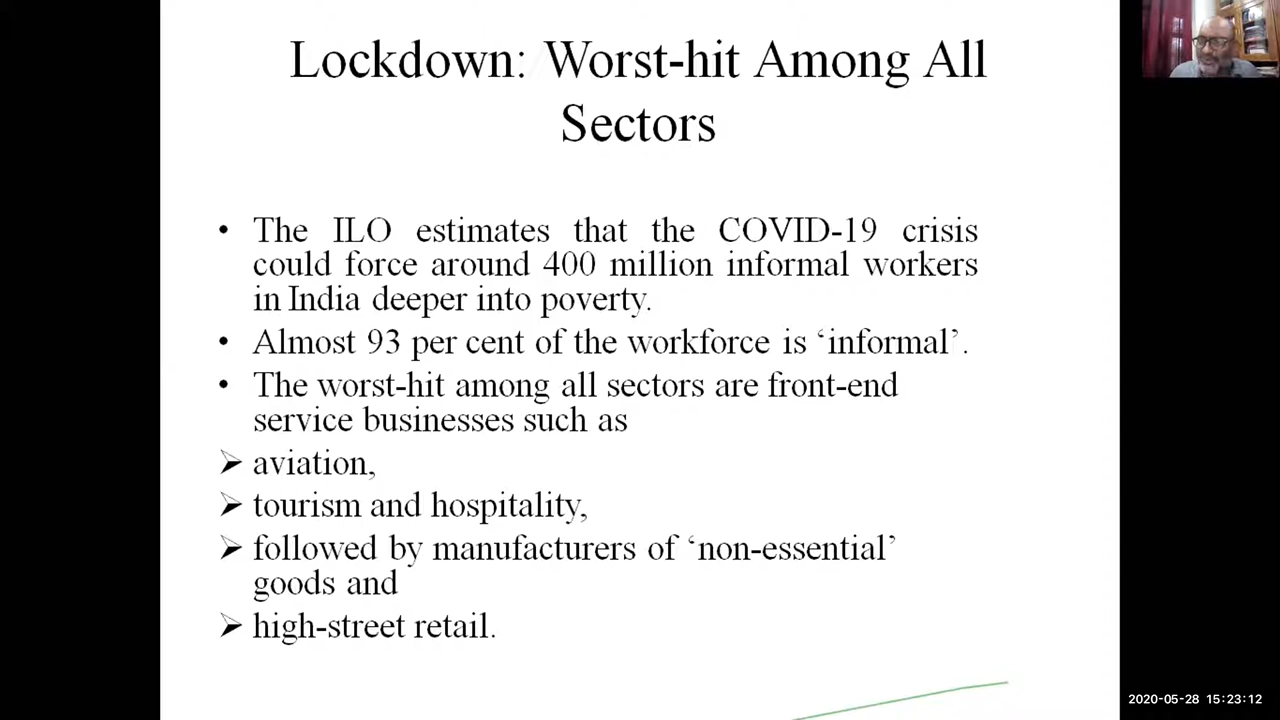 Lockdown: Worst-hit Among All
Sectors
• The ILO estimates that the COVID-19 crisis
could force around 400 million informal workers
in India deeper into poverty.
• Almost 93 per cent of the workforce is ‘informal’.
• The worst-hit among all sectors are front-end
service businesses such as
➢ aviation,
➢ tourism and hospitality,
➢ followed by manufacturers of ‘non-essential’
goods and
➢ high-street retail.
2020-05-28 15:23:12